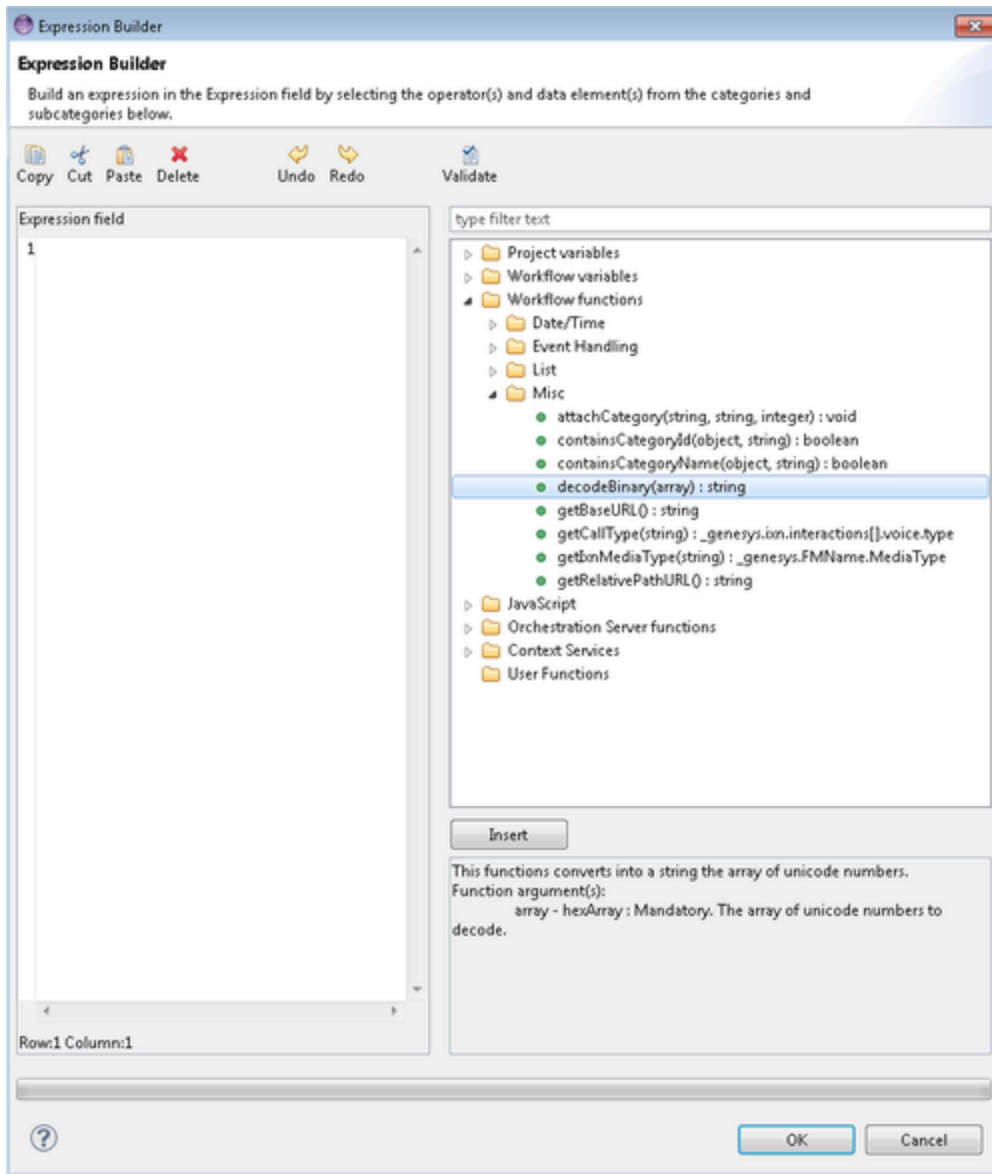 Expression Builder
Expression Builder
Build an expression in the Expression field by selecting the operator(s) and data element(s) from the categories and
subcategories below.
Copy Cut Paste Delete Undo Redo Validate
Expression field
1
Row:1 Column:1
type filter text
Project variables
Workflow variables
Workflow functions
Date/Time
Event Handling
List
Misc
attachCategory(string, string, integer) : void
containsCategoryId(object, string) : boolean
containsCategoryName(object, string) : boolean
decodeBinary(array) : string
getBaseURL() : string
getCallType(string) : _genesys.ixn.interactions[].voice.type
getIxnMediaType(string) : _genesys.FMName.MediaType
getRelativePathURL() : string
JavaScript
Orchestration Server functions
Context Services
User Functions
Insert
This functions converts into a string the array of unicode numbers.
Function argument(s):
array - hexArray : Mandatory. The array of unicode numbers to
decode.
?
OK Cancel